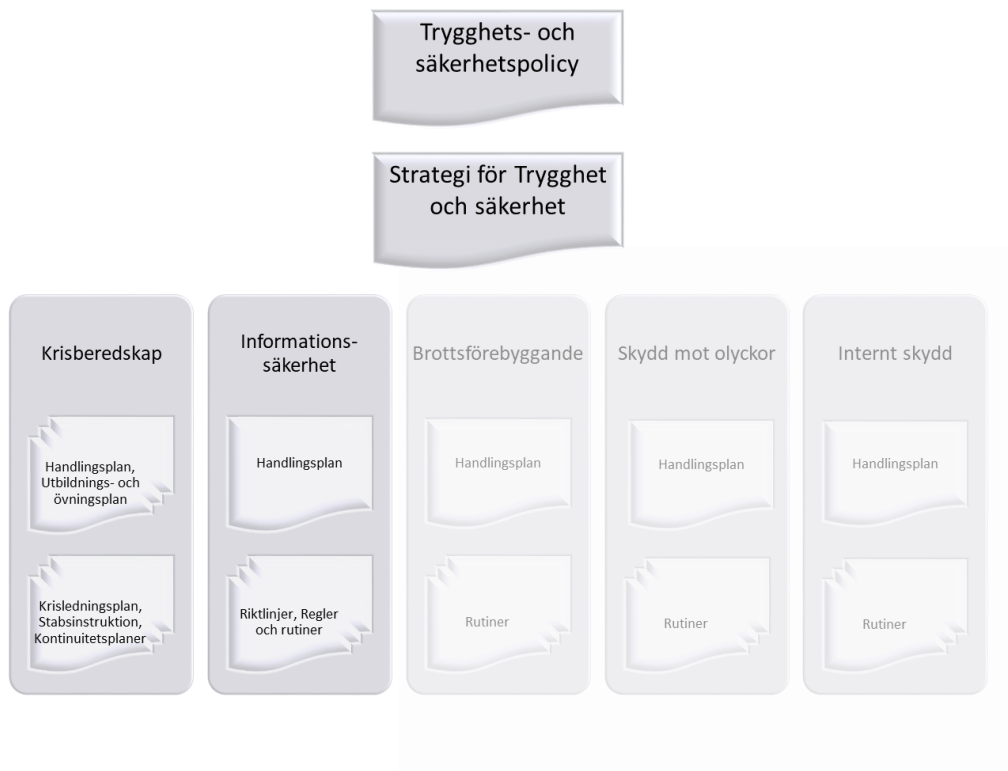 Trygghets- och
säkerhetspolicy
Strategi för Trygghet
och säkerhet
Krisberedskap
Handlingsplan,
Utbildnings- och
övningsplan
Krisledningsplan,
Stabsinstruktion,
Kontinuitetsplaner
Informations-
säkerhet
Handlingsplan
Riktlinjer, Regler
och rutiner
Brottsförebyggande
Handlingsplan
Rutiner
Skydd mot olyckor
Handlingsplan
Rutiner
Internt skydd
Handlingsplan
Rutiner